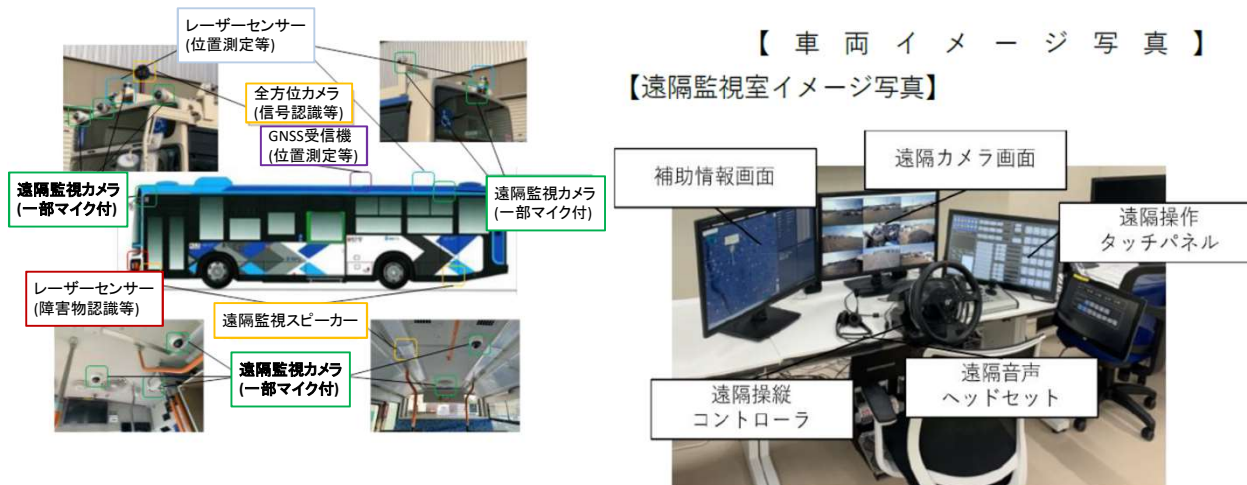 レーザーセンサー
(位置測定等)
全方位カメラ
(信号認識等)
GNSS受信機
(位置測定等)
遠隔監視カメラ
(一部マイク付)
遠隔監視カメラ
(一部マイク付)
レーザーセンサー
(障害物認識等)
遠隔監視スピーカー
遠隔監視カメラ
(一部マイク付)
【車両イメージ写真】
【遠隔監視室イメージ写真】
補助情報画面
遠隔カメラ画面
遠隔操作
タッチパネル
遠隔操縦
コントローラ
遠隔音声
ヘッドセット